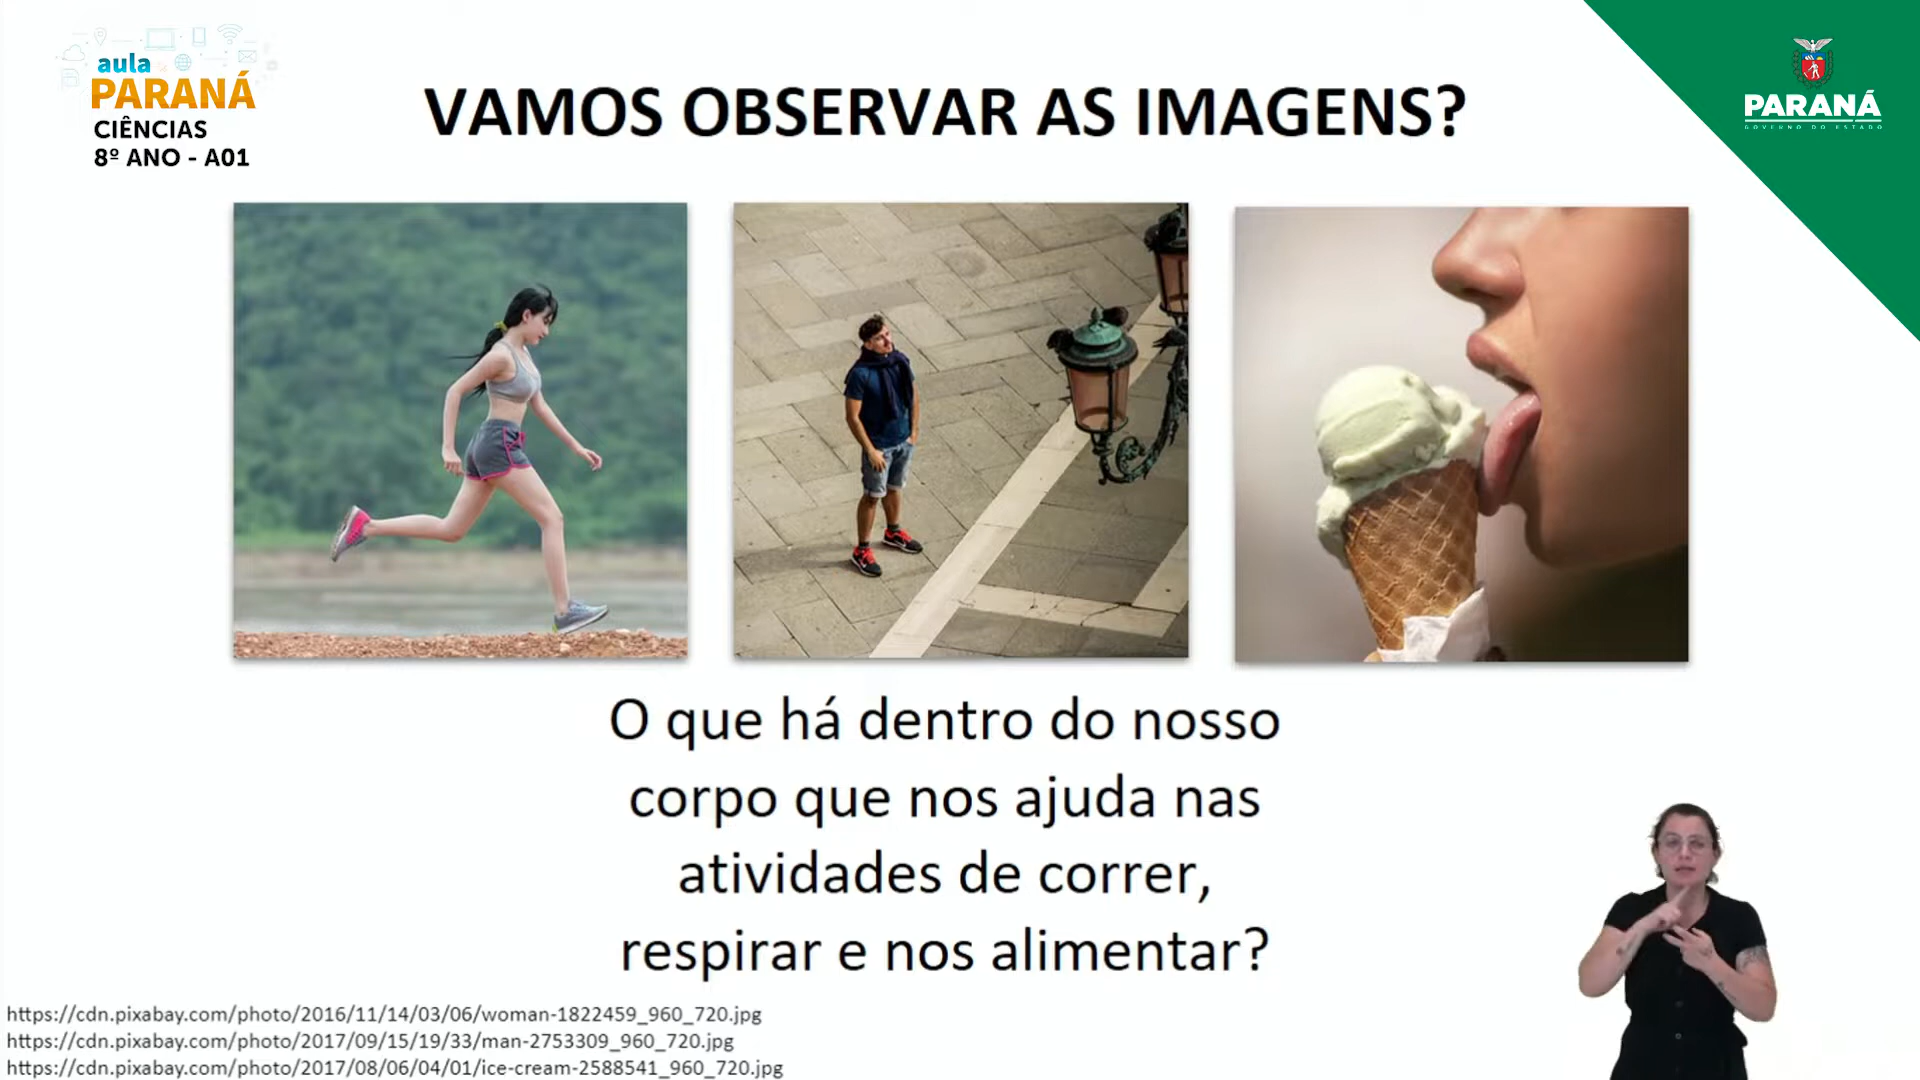 aula
PARANÁ
CIÊNCIAS
8º ANO - A01
VAMOS OBSERVAR AS IMAGENS?
PARANÁ
GOVERNO DO ESTADO
O que há dentro do nosso
corpo que nos ajuda nas
atividades de correr,
respirar e nos alimentar?
https://cdn.pixabay.com/photo/2016/11/14/03/06/woman-1822459_960_720.jpg
https://cdn.pixabay.com/photo/2017/09/15/19/33/man-2753309_960_720.jpg
https://cdn.pixabay.com/photo/2017/08/06/04/01/ice-cream-2588541_960_720.jpg